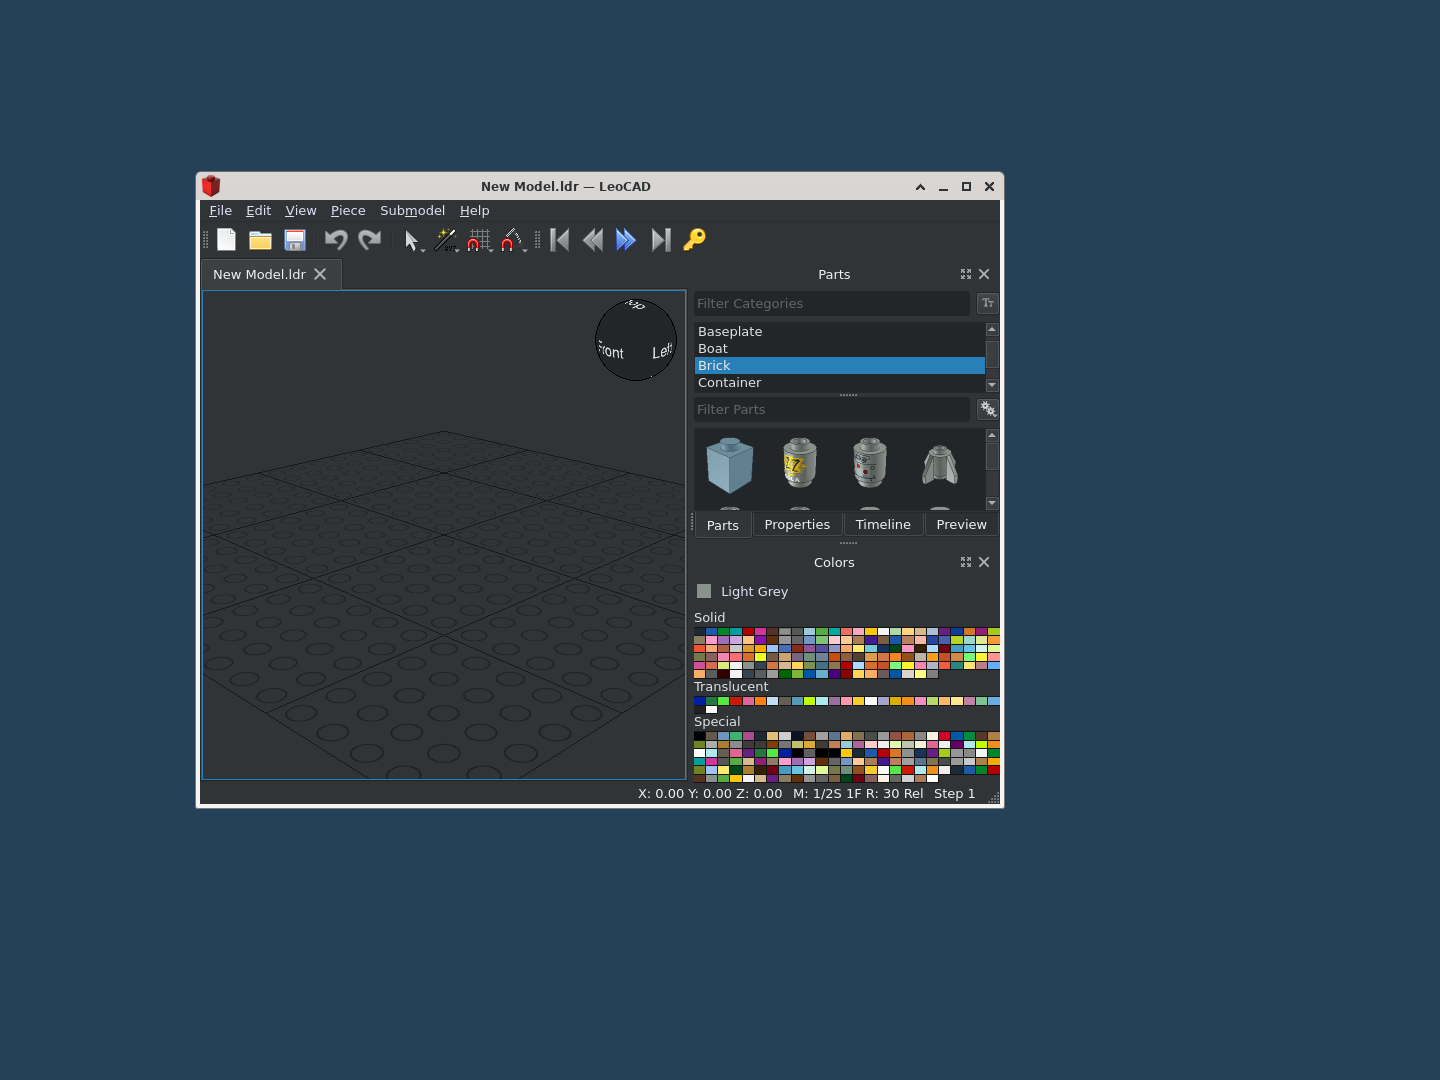 New Model.ldr — LeoCAD
File Edit View Piece Submodel Help
New Model.ldr
Parts
Filter Categories
Baseplate
Boat
Brick
Container
Filter Parts
Parts Properties Timeline Preview
Colors
Light Grey
Solid
Translucent
Special
X: 0.00 Y: 0.00 Z: 0.00 M: 1/2S 1F R: 30 Rel Step 1